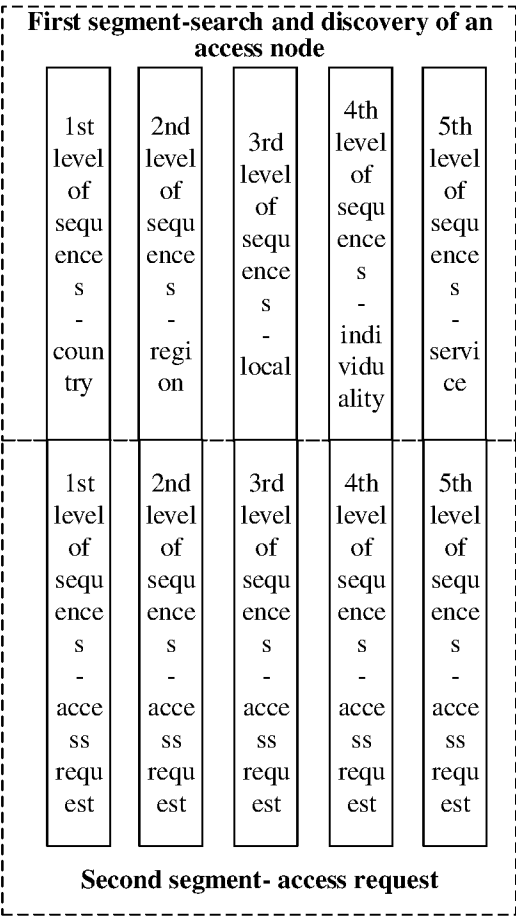 First segment-search and discovery of an
access node
1st
level
of
sequ
ence
s
-
coun
try
2nd
level
of
sequ
ence
s
-
regi
on
3rd
level
of
sequ
ence
s
-
local
4th
level
of
sequ
ence
s
-
indi
vidu
ality
5th
level
of
sequ
ence
s
-
servi
ce
1st
level
of
sequ
ence
s
-
acce
ss
requ
est
2nd
level
of
sequ
ence
s
-
acce
ss
requ
est
3rd
level
of
sequ
ence
s
-
acce
ss
requ
est
4th
level
of
sequ
ence
s
-
acce
ss
requ
est
5th
level
of
sequ
ence
s
-
acce
ss
requ
est
Second segment- access request